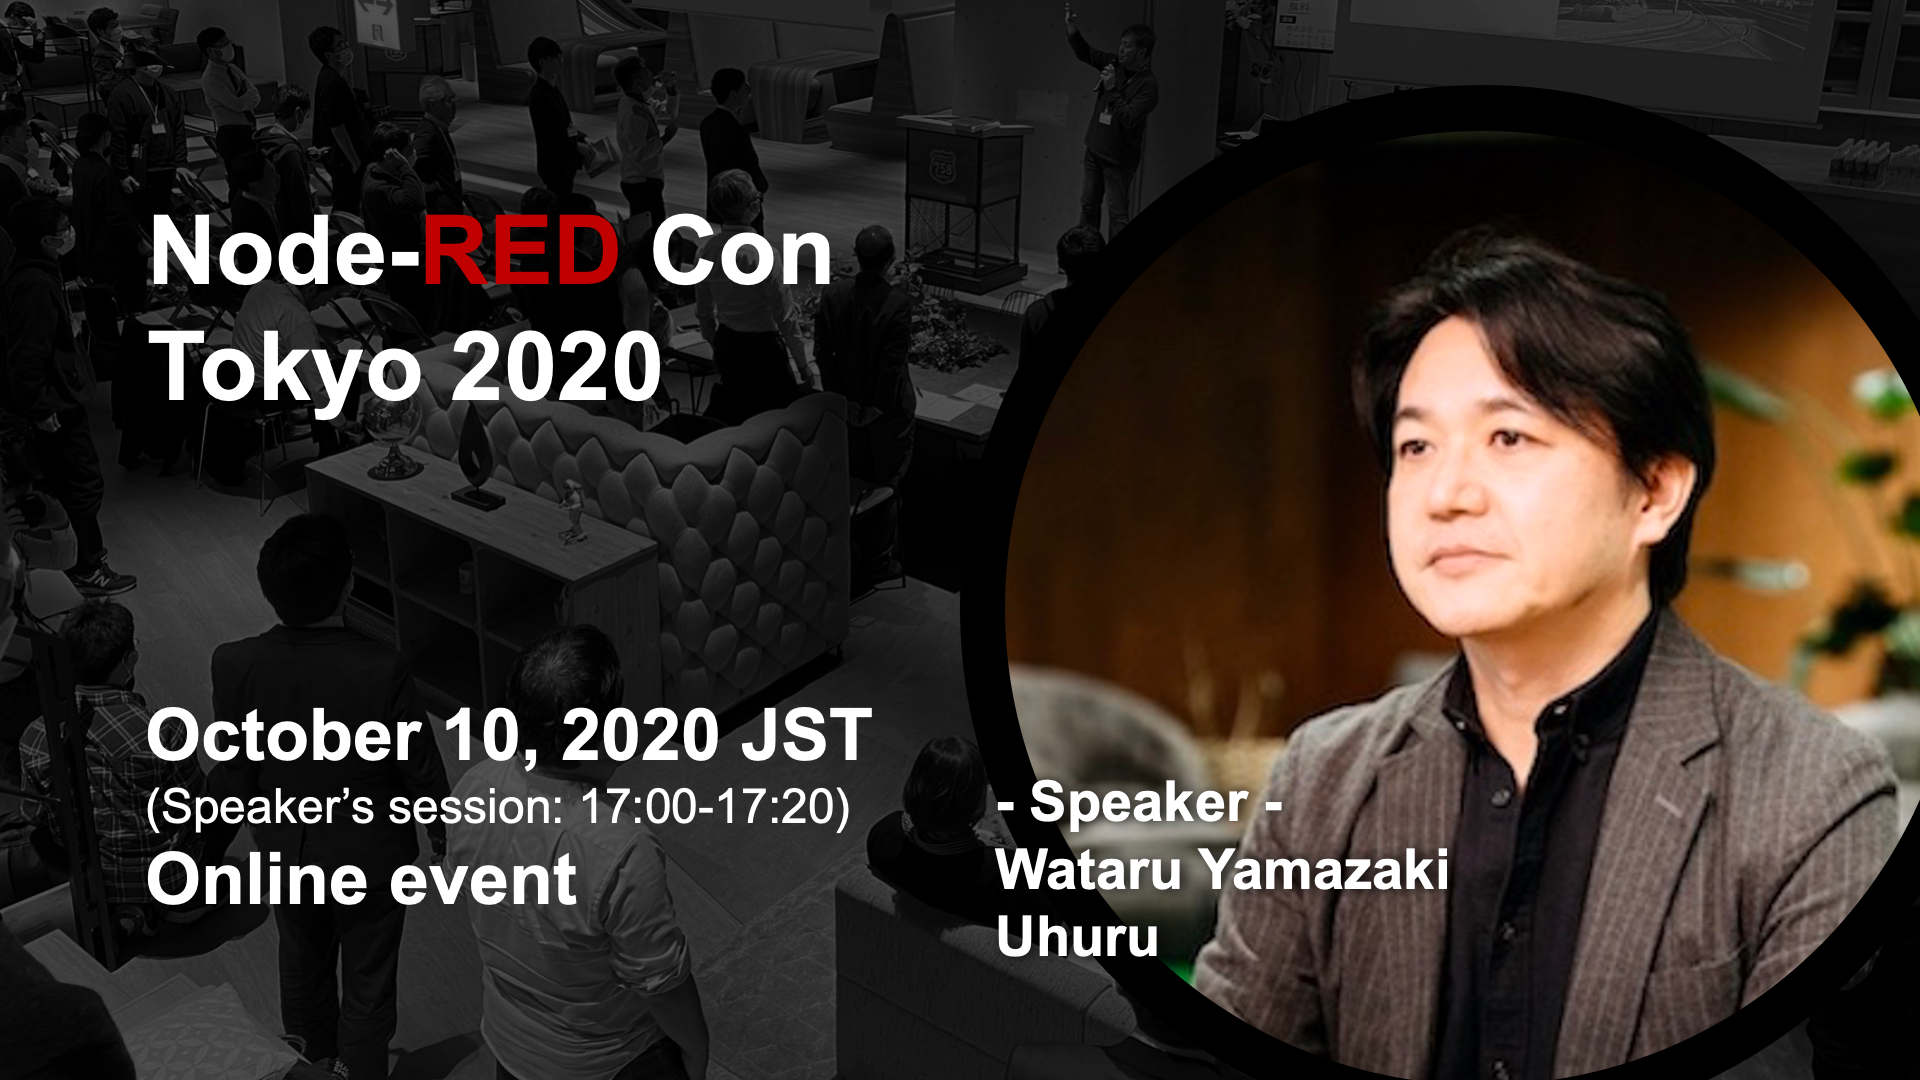 Node-RED Con
Tokyo 2020
October 10, 2020 JST
(Speaker’s session: 17:00-17:20)
Online event
- Speaker -
Wataru Yamazaki
Uhuru
758